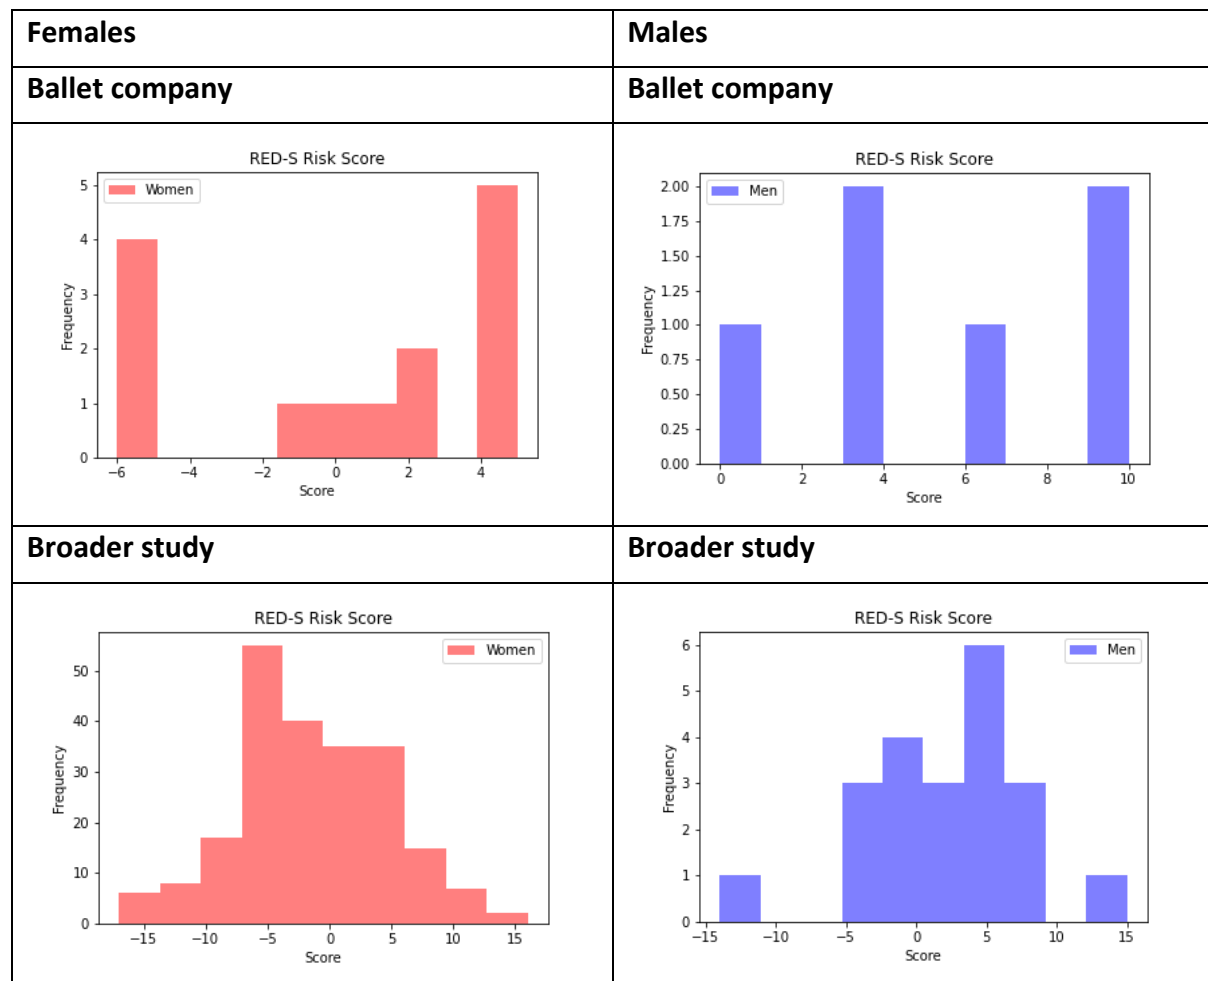 Females
Males
Ballet company
Ballet company
RED-S Risk Score
Women
5
4
3
2
1
0
Frequency
−6
−4
−2
0
2
4
Score
RED-S Risk Score
Men
2.00
1.75
1.50
1.25
1.00
0.75
0.50
0.25
0.00
Frequency
0
2
4
6
8
10
Score
Broader study
Broader study
RED-S Risk Score
Women
50
40
30
20
10
0
Frequency
−15
−10
−5
0
5
10
15
Score
RED-S Risk Score
Men
6
5
4
3
2
1
0
Frequency
−15
−10
−5
0
5
10
15
Score